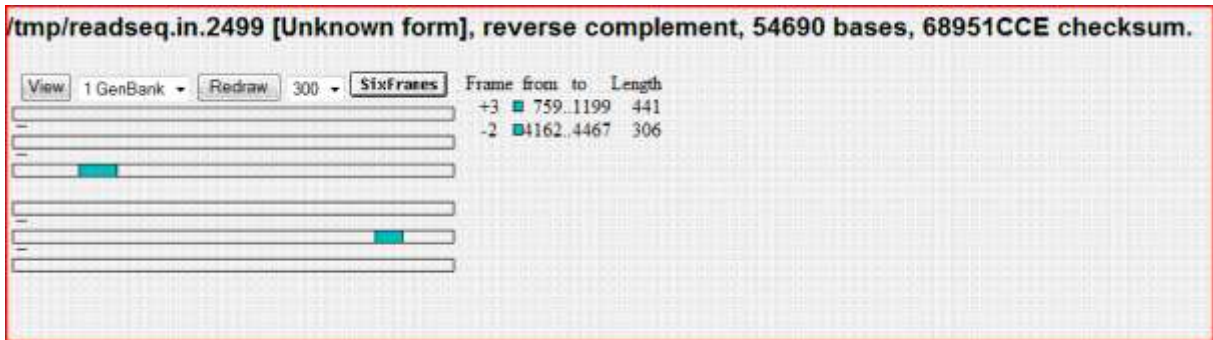 /tmp/readseq.in.2499 [Unknown form], reverse complement, 54690 bases, 68951CCE checksum.
View 1 GenBank Redraw 300 SixFrames Frame from to Length
+3 759..1199 441
-2 4162..4467 306